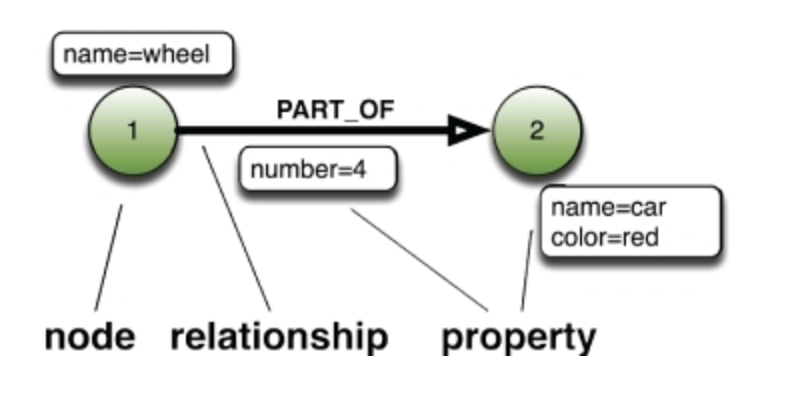 name=wheel
1
PART_OF
2
number=4
name=car
color=red
node
relationship
property